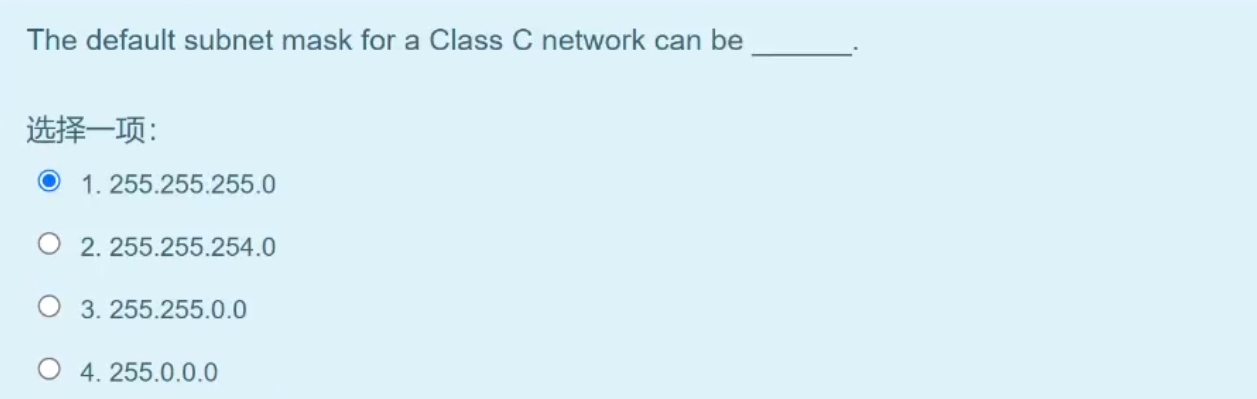 The default subnet mask for a Class C network can be _______.
选择一项：
1. 255.255.255.0
2. 255.255.254.0
3. 255.255.0.0
4. 255.0.0.0